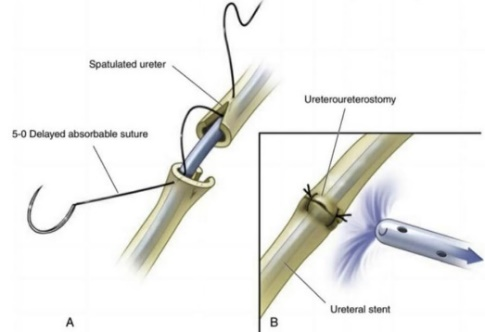 Spatulated ureter
Ureteroureterostomy
5-0 Delayed absorbable suture
Ureteral stent
A
B